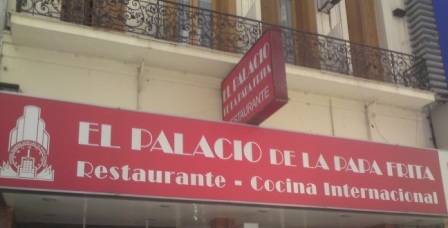 EL PALACIO
DE LA PAPA FRITA
RESTAURANTE
EL PALACIO DE LA PAPA FRITA
Restaurante - Cocina Internacional